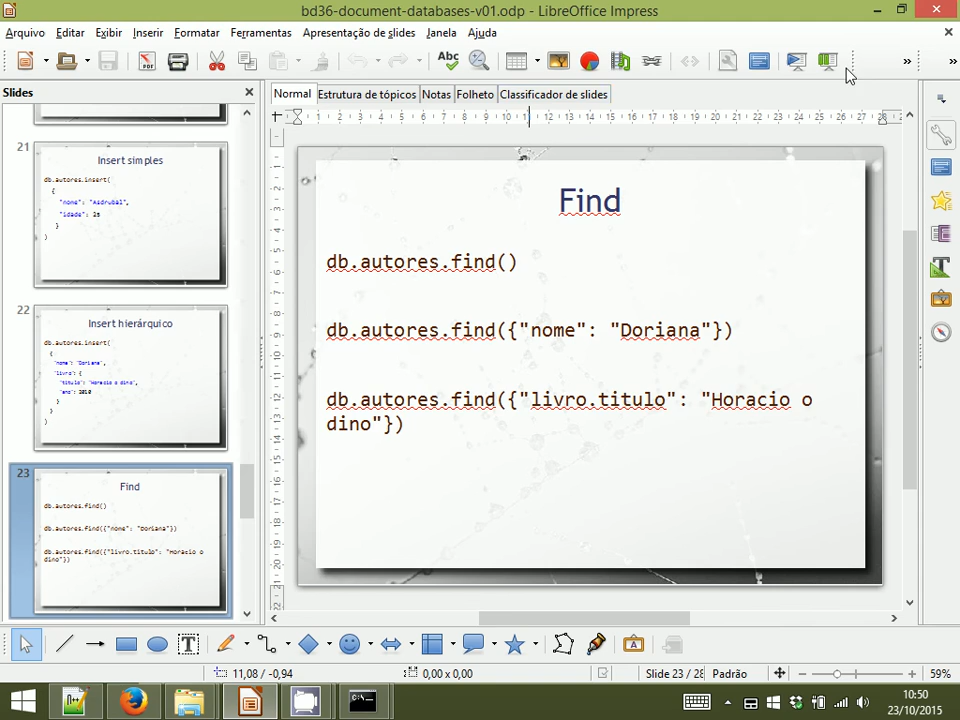 bd36-document-databases-v01.odp - LibreOffice Impress
Arquivo Editar Exibir Inserir Formatar Ferramentas Apresentação de slides Janela Ajuda
Slides
Normal Estrutura de tópicos Notas Folheto Classificador de slides
21
Insert simples
db.autores.insert(
{
"nome": "Asdrubal",
"idade": 25
}
)
22
Insert hierárquico
db.autores.insert(
{
"nome": "Doriana",
"livro": {
"titulo": "Horacio o dino",
"ano": 2010
}
}
)
23
Find
db.autores.find()
db.autores.find({"nome": "Doriana"})
db.autores.find({"livro.titulo": "Horacio o
dino"})
Find
db.autores.find()
db.autores.find({"nome": "Doriana"})
db.autores.find({"livro.titulo": "Horacio o
dino"})
11,08 / -0,94 0,00 x 0,00 Slide 23 / 28 Padrão 59%
10:50
23/10/2015